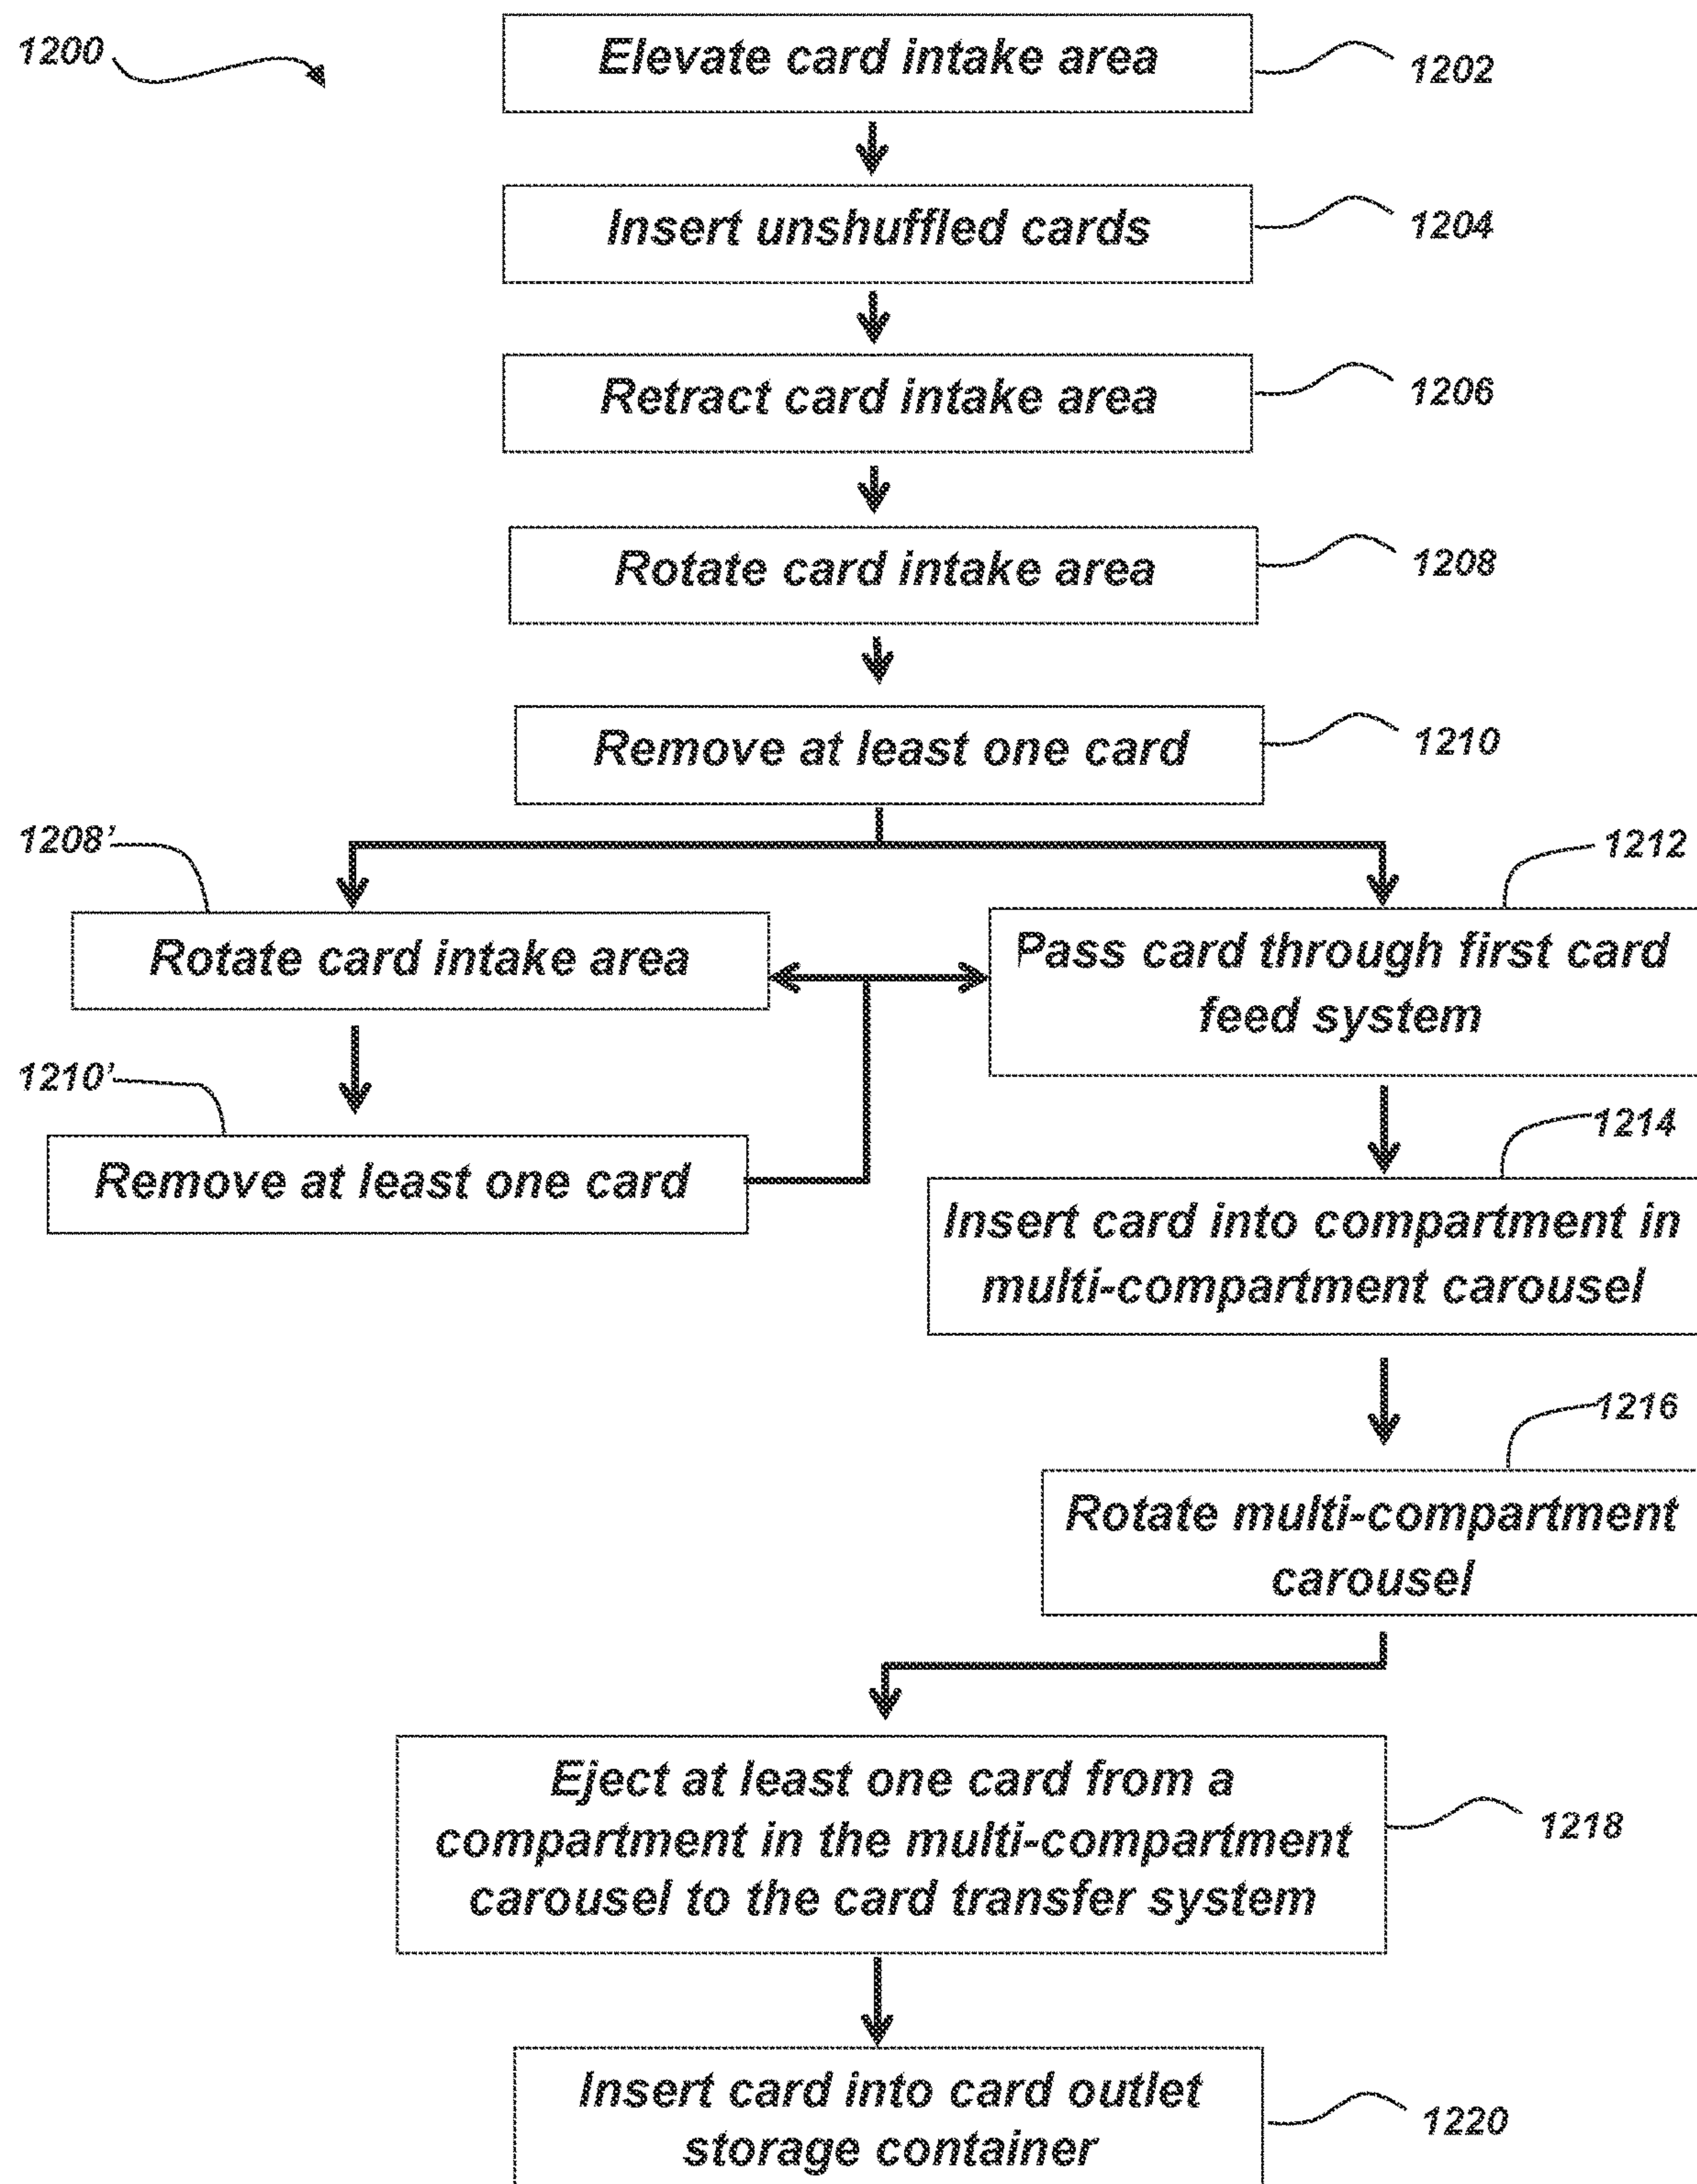 1200
Elevate card intake area
1202
Insert unshuffled cards
1204
Retract card intake area
1206
Rotate card intake area
1208
Remove at least one card
1210
1208’
Rotate card intake area
1212
Pass card through first card
feed system
1210’
Remove at least one card
1214
Insert card into compartment in
multi-compartment carousel
1216
Rotate multi-compartment
carousel
Eject at least one card from a
compartment in the multi-compartment
carousel to the card transfer system
1218
Insert card into card outlet
storage container
1220